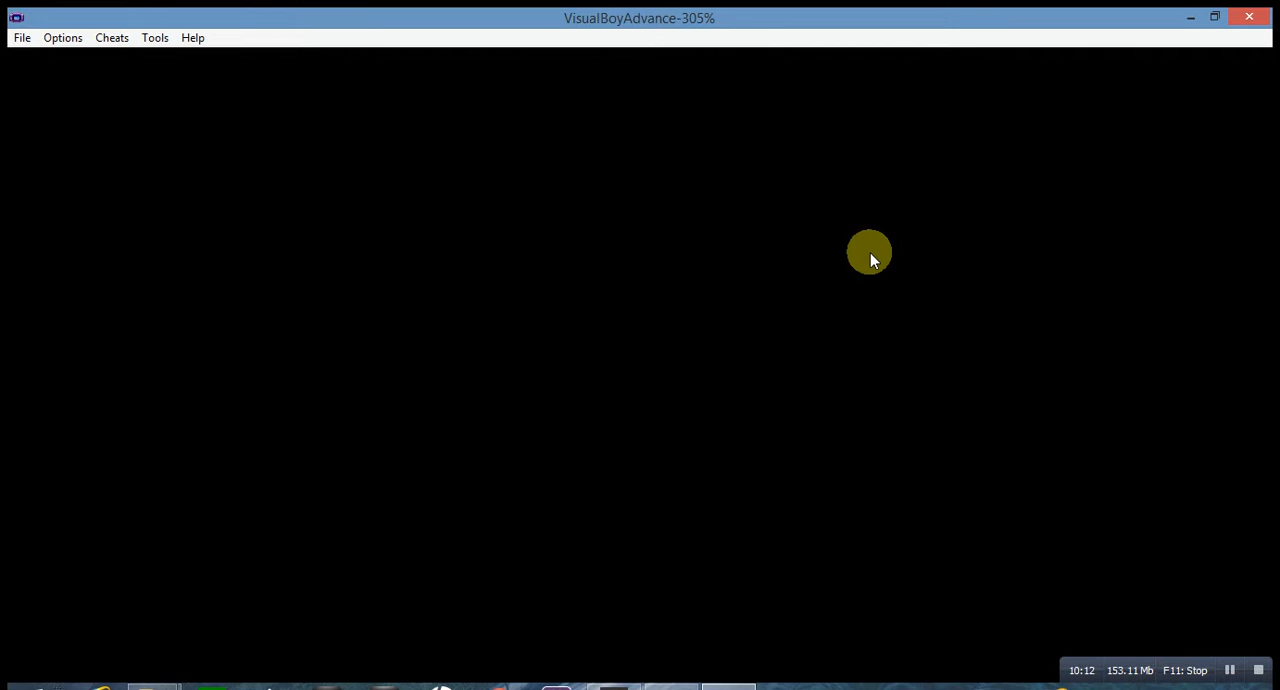 VisualBoyAdvance-305%
File Options Cheats Tools Help
10:12 153.11 Mb F11: Stop